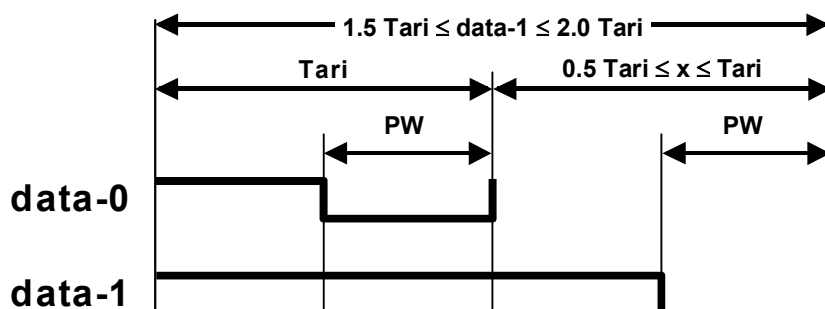 1.5 Tari ≤ data-1 ≤ 2.0 Tari
Tari
0.5 Tari ≤ x ≤ Tari
PW
PW
data-0
data-1